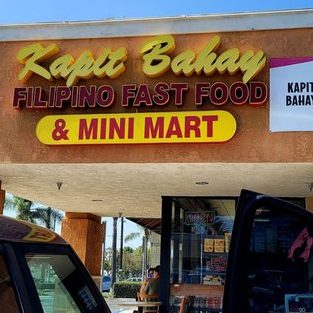 Kapit Bahay
FILIPINO FAST FOOD
& MINI MART
KAPIT
BAHAY